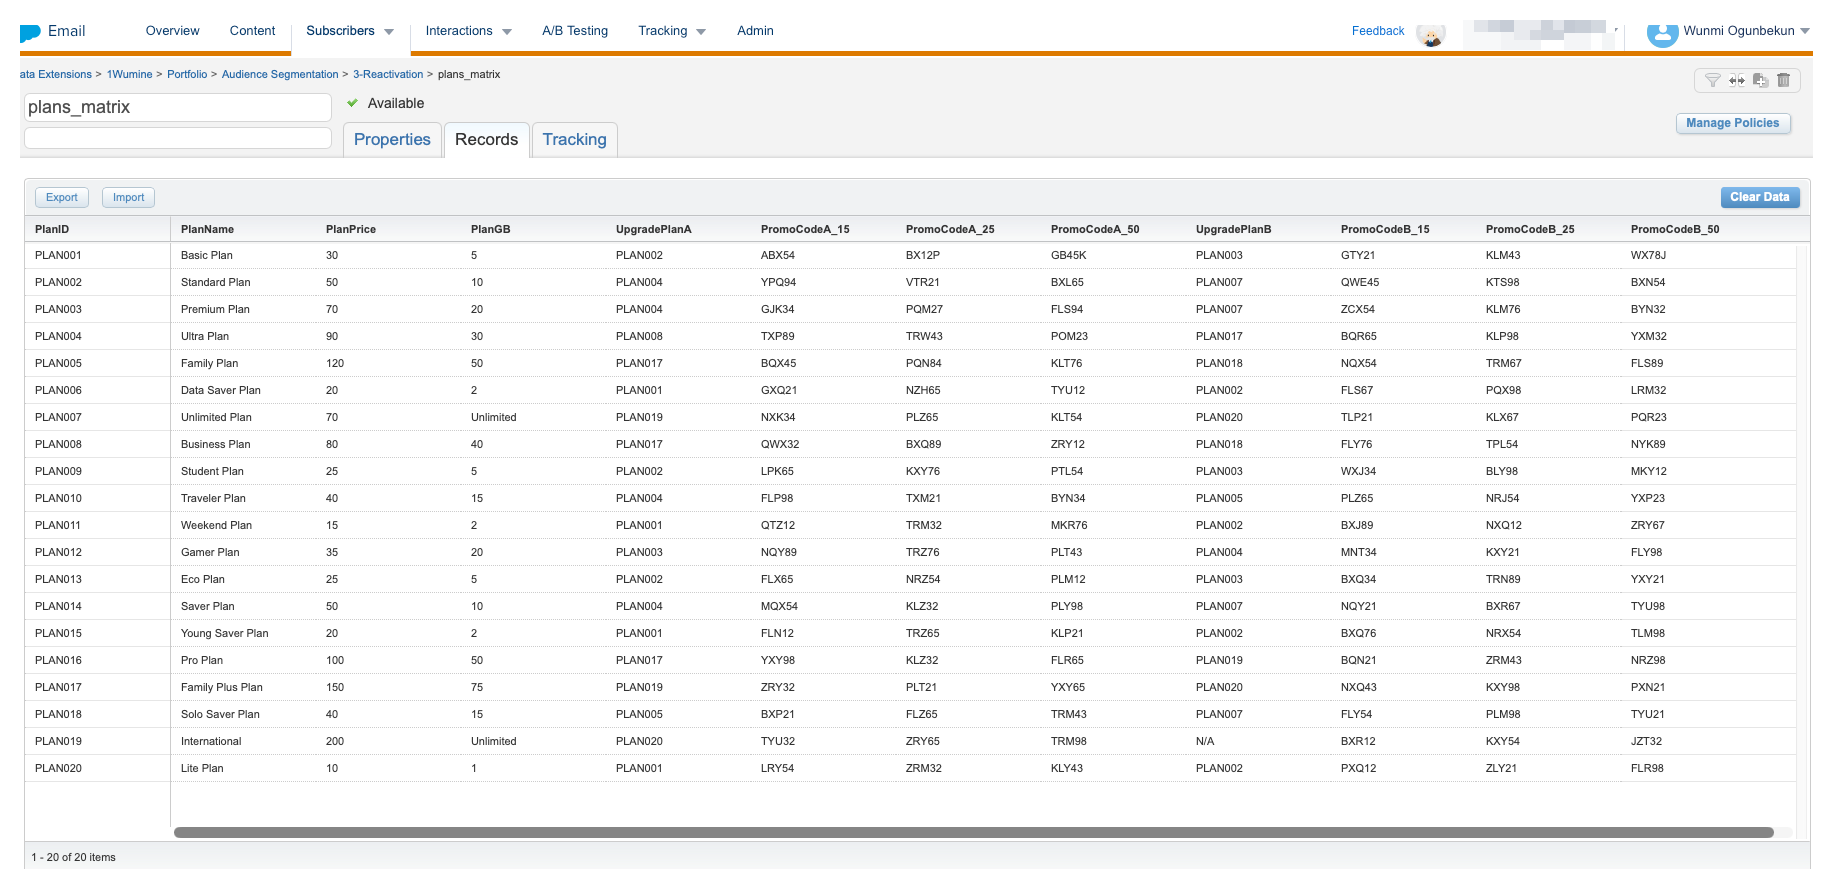 Email Overview Content Subscribers Interactions A/B Testing Tracking Admin Feedback Wunmi Ogunbekun
ata Extensions > 1Wumine > Portfolio > Audience Segmentation > 3-Reactivation > plans_matrix
plans_matrix Available
Manage Policies
Properties Records Tracking
Export Import Clear Data
PlanID PlanName PlanPrice PlanGB UpgradePlanA PromoCodeA_15 PromoCodeA_25 PromoCodeA_50 UpgradePlanB PromoCodeB_15 PromoCodeB_25 PromoCodeB_50
PLAN001 Basic Plan 30 5 PLAN002 ABX54 BX12P GB45K PLAN003 GTY21 KLM43 WX78J
PLAN002 Standard Plan 50 10 PLAN004 YPQ94 VTR21 BXL65 PLAN007 QWE45 KTS98 BXN54
PLAN003 Premium Plan 70 20 PLAN004 GJK34 PQM27 FLS94 PLAN007 ZCX54 KLM76 BYN32
PLAN004 Ultra Plan 90 30 PLAN008 TXP89 TRW43 POM23 PLAN017 BQR65 KLP98 YXM32
PLAN005 Family Plan 120 50 PLAN017 BQX45 PQN84 KLT76 PLAN018 NQX54 TRM67 FLS89
PLAN006 Data Saver Plan 20 2 PLAN001 GXQ21 NZH65 TYU12 PLAN002 FLS67 PQX98 LRM32
PLAN007 Unlimited Plan 70 Unlimited PLAN019 NXK34 PLZ65 KLT54 PLAN020 TLP21 KLX67 PQR23
PLAN008 Business Plan 80 40 PLAN017 QWX32 BXQ89 ZRY12 PLAN018 FLY76 TPL54 NYK89
PLAN009 Student Plan 25 5 PLAN002 LPK65 KXY76 PTL54 PLAN003 WXJ34 BLY98 MKY12
PLAN010 Traveler Plan 40 15 PLAN004 FLP98 TXM21 BYN34 PLAN005 PLZ65 NRJ54 YXP23
PLAN011 Weekend Plan 15 2 PLAN001 QTZ12 TRM32 MKR76 PLAN002 BXJ89 NXQ12 ZRY67
PLAN012 Gamer Plan 35 20 PLAN003 NQY89 TRZ76 PLT43 PLAN004 MNT34 KXY21 FLY98
PLAN013 Eco Plan 25 5 PLAN002 FLX65 NRZ54 PLM12 PLAN003 BXQ34 TRN89 YXY21
PLAN014 Saver Plan 50 10 PLAN004 MQX54 KLZ32 PLY98 PLAN007 NQY21 BXR67 TYU98
PLAN015 Young Saver Plan 20 2 PLAN001 FLN12 TRZ65 KLP21 PLAN002 BXQ76 NRX54 TLM98
PLAN016 Pro Plan 100 50 PLAN017 YXY98 KLZ32 FLR65 PLAN019 BQN21 ZRM43 NRZ98
PLAN017 Family Plus Plan 150 75 PLAN019 ZRY32 PLT21 YXY65 PLAN020 NXQ43 KXY98 PXN21
PLAN018 Solo Saver Plan 40 15 PLAN005 BXP21 FLZ65 TRM43 PLAN007 FLY54 PLM98 TYU21
PLAN019 International 200 Unlimited PLAN020 TYU32 ZRY65 TRM98 N/A BXR12 KXY54 JZT32
PLAN020 Lite Plan 10 1 PLAN001 LRY54 ZRM32 KLY43 PLAN002 PXQ12 ZLY21 FLR98
1 - 20 of 20 items